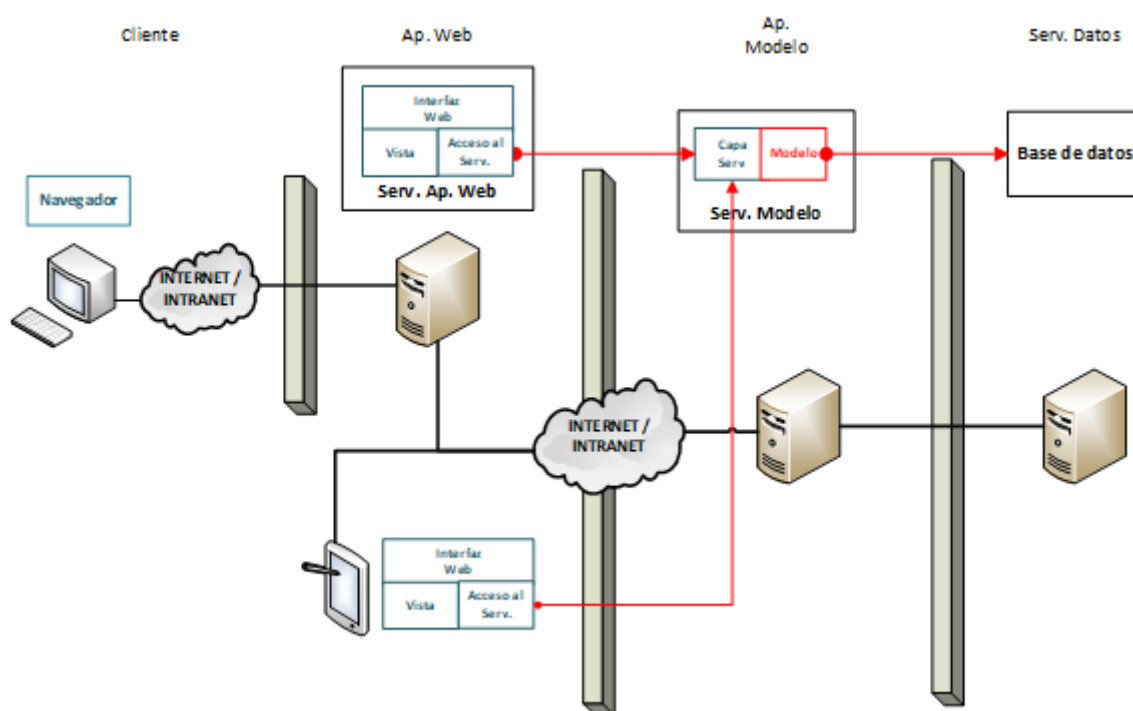 Cliente
Ap. Web
Ap.
Modelo
Serv. Datos
Interfaz
Web
Vista
Acceso al
Serv.
Serv. Ap. Web
Capa
Serv
Modelo
Serv. Modelo
Base de datos
Navegador
INTERNET /
INTRANET
INTERNET /
INTRANET
Interfaz
Web
Vista
Acceso al
Serv.